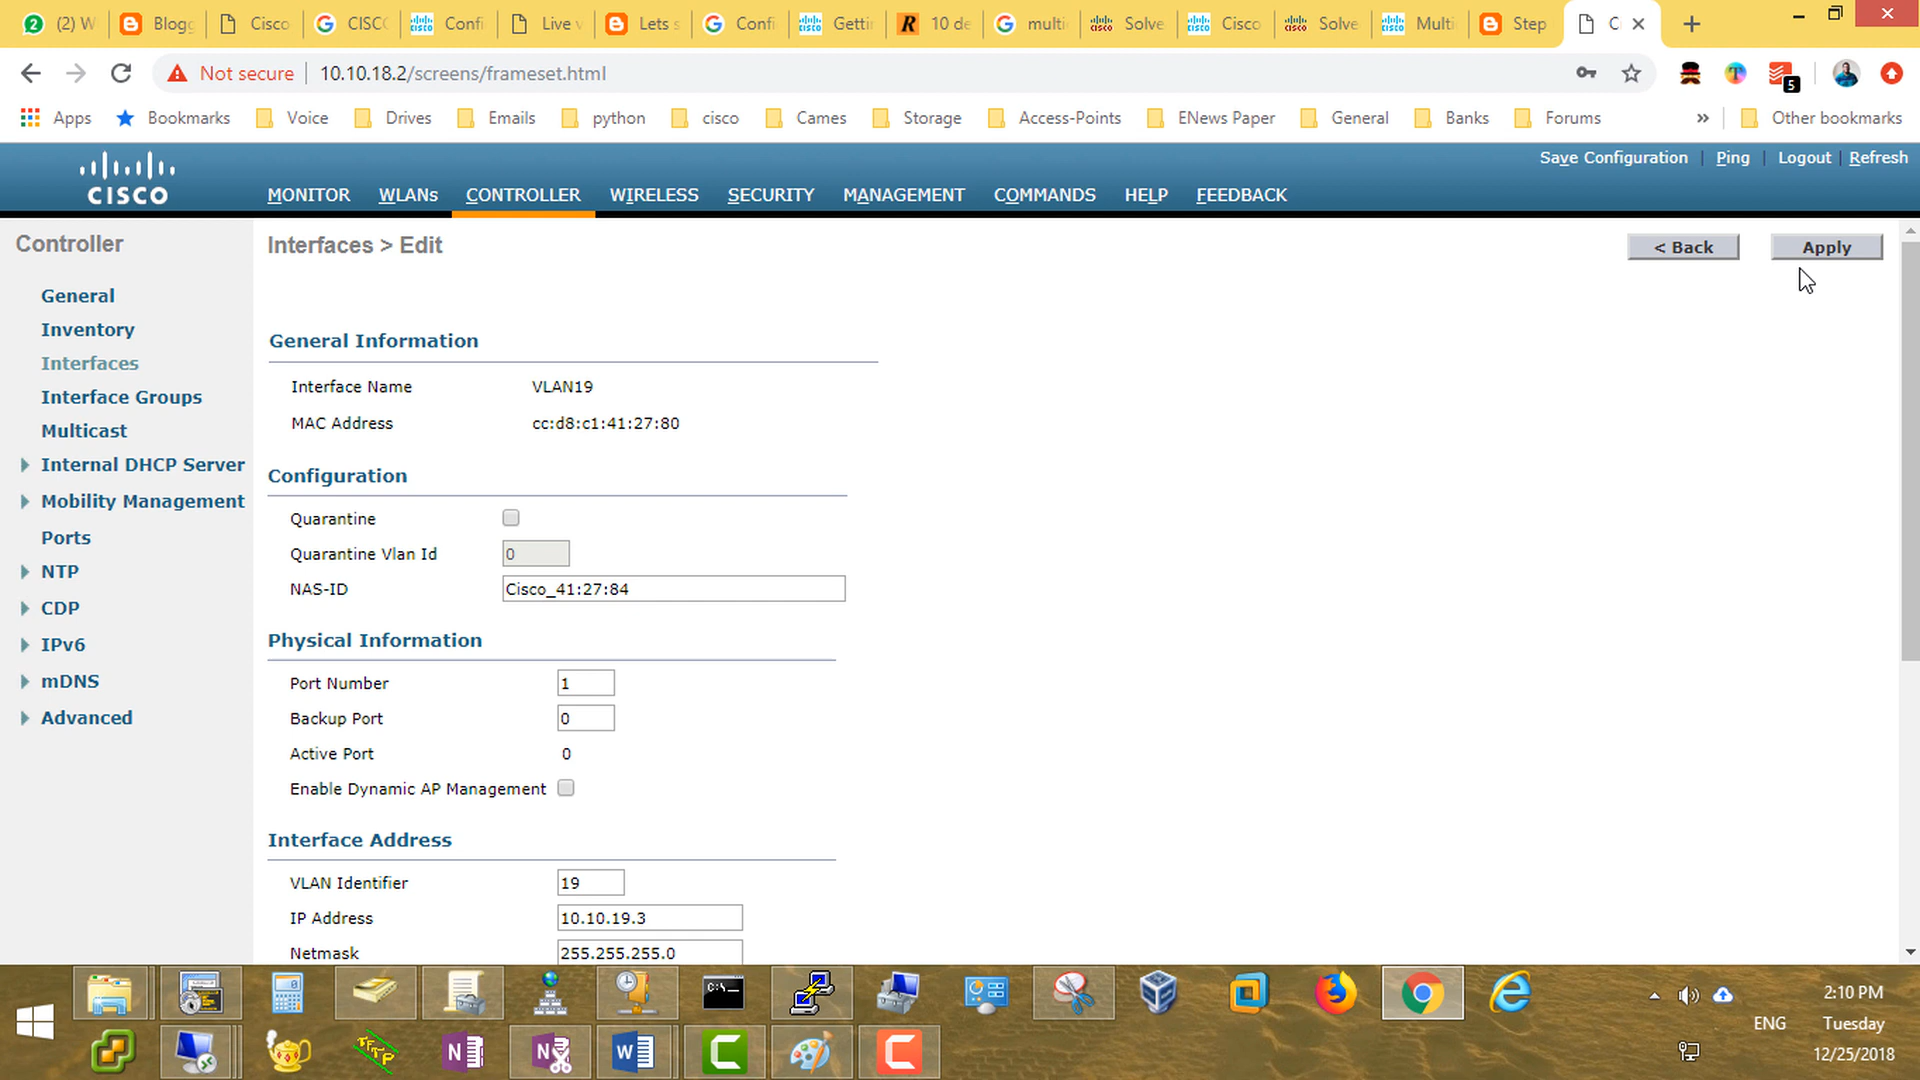 (2) W
Blogg
Cisco
CISC
Confi
Live v
Lets s
Confi
Gettir
10 de
multi
Solve
Cisco
Solve
Multi
Step
C
Not secure
10.10.18.2/screens/frameset.html
5
Apps
Bookmarks
Voice
Drives
Emails
python
cisco
Cames
Storage
Access-Points
ENews Paper
General
Banks
Forums
»
Other bookmarks
CISCO
Save Configuration | Ping | Logout | Refresh
MONITOR WLANs CONTROLLER WIRELESS SECURITY MANAGEMENT COMMANDS HELP FEEDBACK
Controller
General
Inventory
Interfaces
Interface Groups
Multicast
Internal DHCP Server
Mobility Management
Ports
NTP
CDP
IPv6
mDNS
Advanced
Interfaces > Edit
< Back
Apply
General Information
Interface Name VLAN19
MAC Address cc:d8:c1:41:27:80
Configuration
Quarantine
Quarantine Vlan Id 0
NAS-ID Cisco_41:27:84
Physical Information
Port Number 1
Backup Port 0
Active Port 0
Enable Dynamic AP Management
Interface Address
VLAN Identifier 19
IP Address 10.10.19.3
Netmask 255.255.255.0
2:10 PM
ENG
Tuesday
12/25/2018